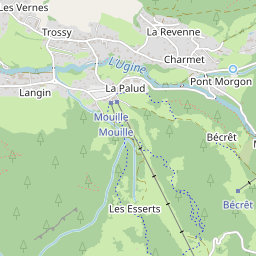 Les Vernes
Trossy
La Revenne
Charmet
L'Ugine
Pont Morgon
Langin
La Palud
Mouille
Mouille
Bécrêt
Bécrêt
Les Esserts